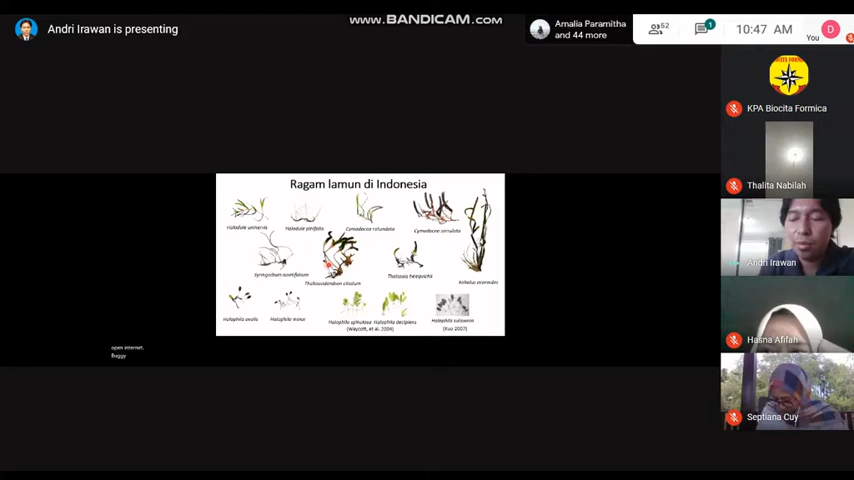 www.BANDICAM.com
Andri Irawan is presenting
Amalia Paramitha
and 44 more
52
1
10:47 AM
You
D
KPA Biocita Formica
Thalita Nabilah
Andri Irawan
Hasna Afifah
Septiana Cuy
Ragam lamun di Indonesia
Halodule uninervis
Halodule pinifolia
Cymodocea rotundata
Cymodocea serrulata
Syringodium isoetifolium
Thalassodendron ciliatum
Thalassia hemprichii
Enhalus acoroides
Halophila ovalis
Halophila minor
Halophila spinulosa
Halophila decipiens
(Waycott, et al. 2004)
Halophila sulawesii
(Kuo 2007)
open internet.
Buggy